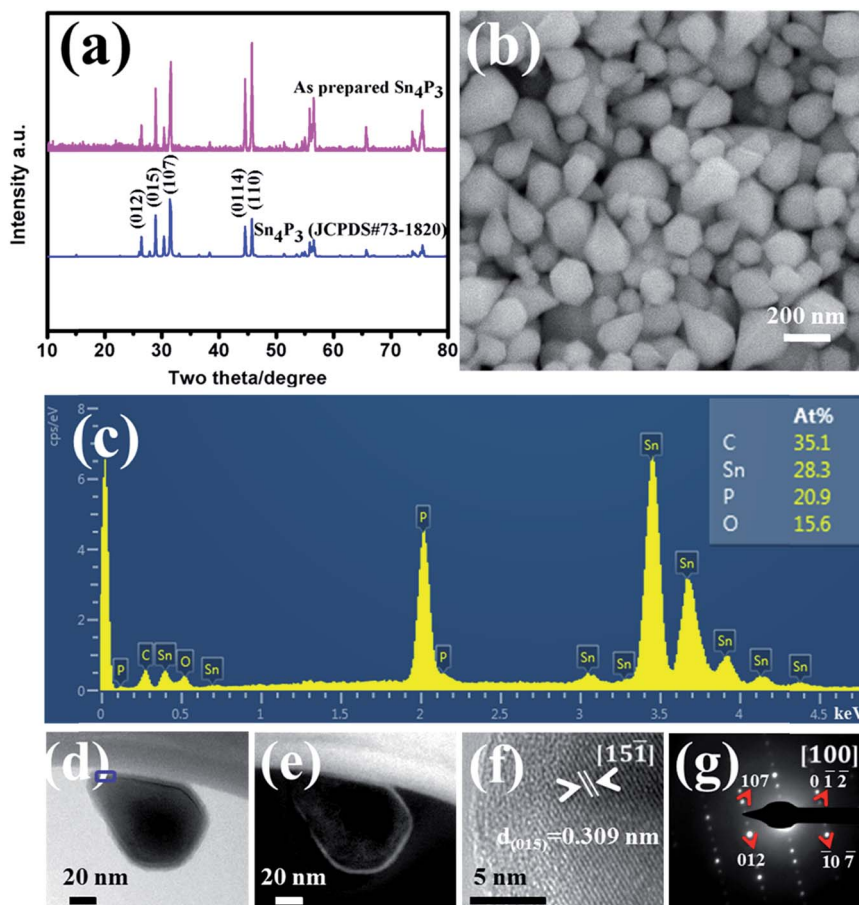 (a)
As prepared Sn₄P₃
(012)
(015)
(107)
(0114)
(110)
Sn₄P₃ (JCPDS#73-1820)
Intensity a.u.
10 20 30 40 50 60 70 80
Two theta/degree
(b)
200 nm
(c)
cps/eV
8
6
4
2
0
At%
C 35.1
Sn 28.3
P 20.9
O 15.6
P C Sn O Sn P P Sn Sn Sn Sn Sn Sn Sn
0 0.5 1 1.5 2 2.5 3 3.5 4 4.5 keV
(d)
20 nm
(e)
20 nm
(f)
[151̄]
d(015)=0.309 nm
5 nm
(g)
[100]
107
0 1̄ 2̄
012
1̄0 7̄